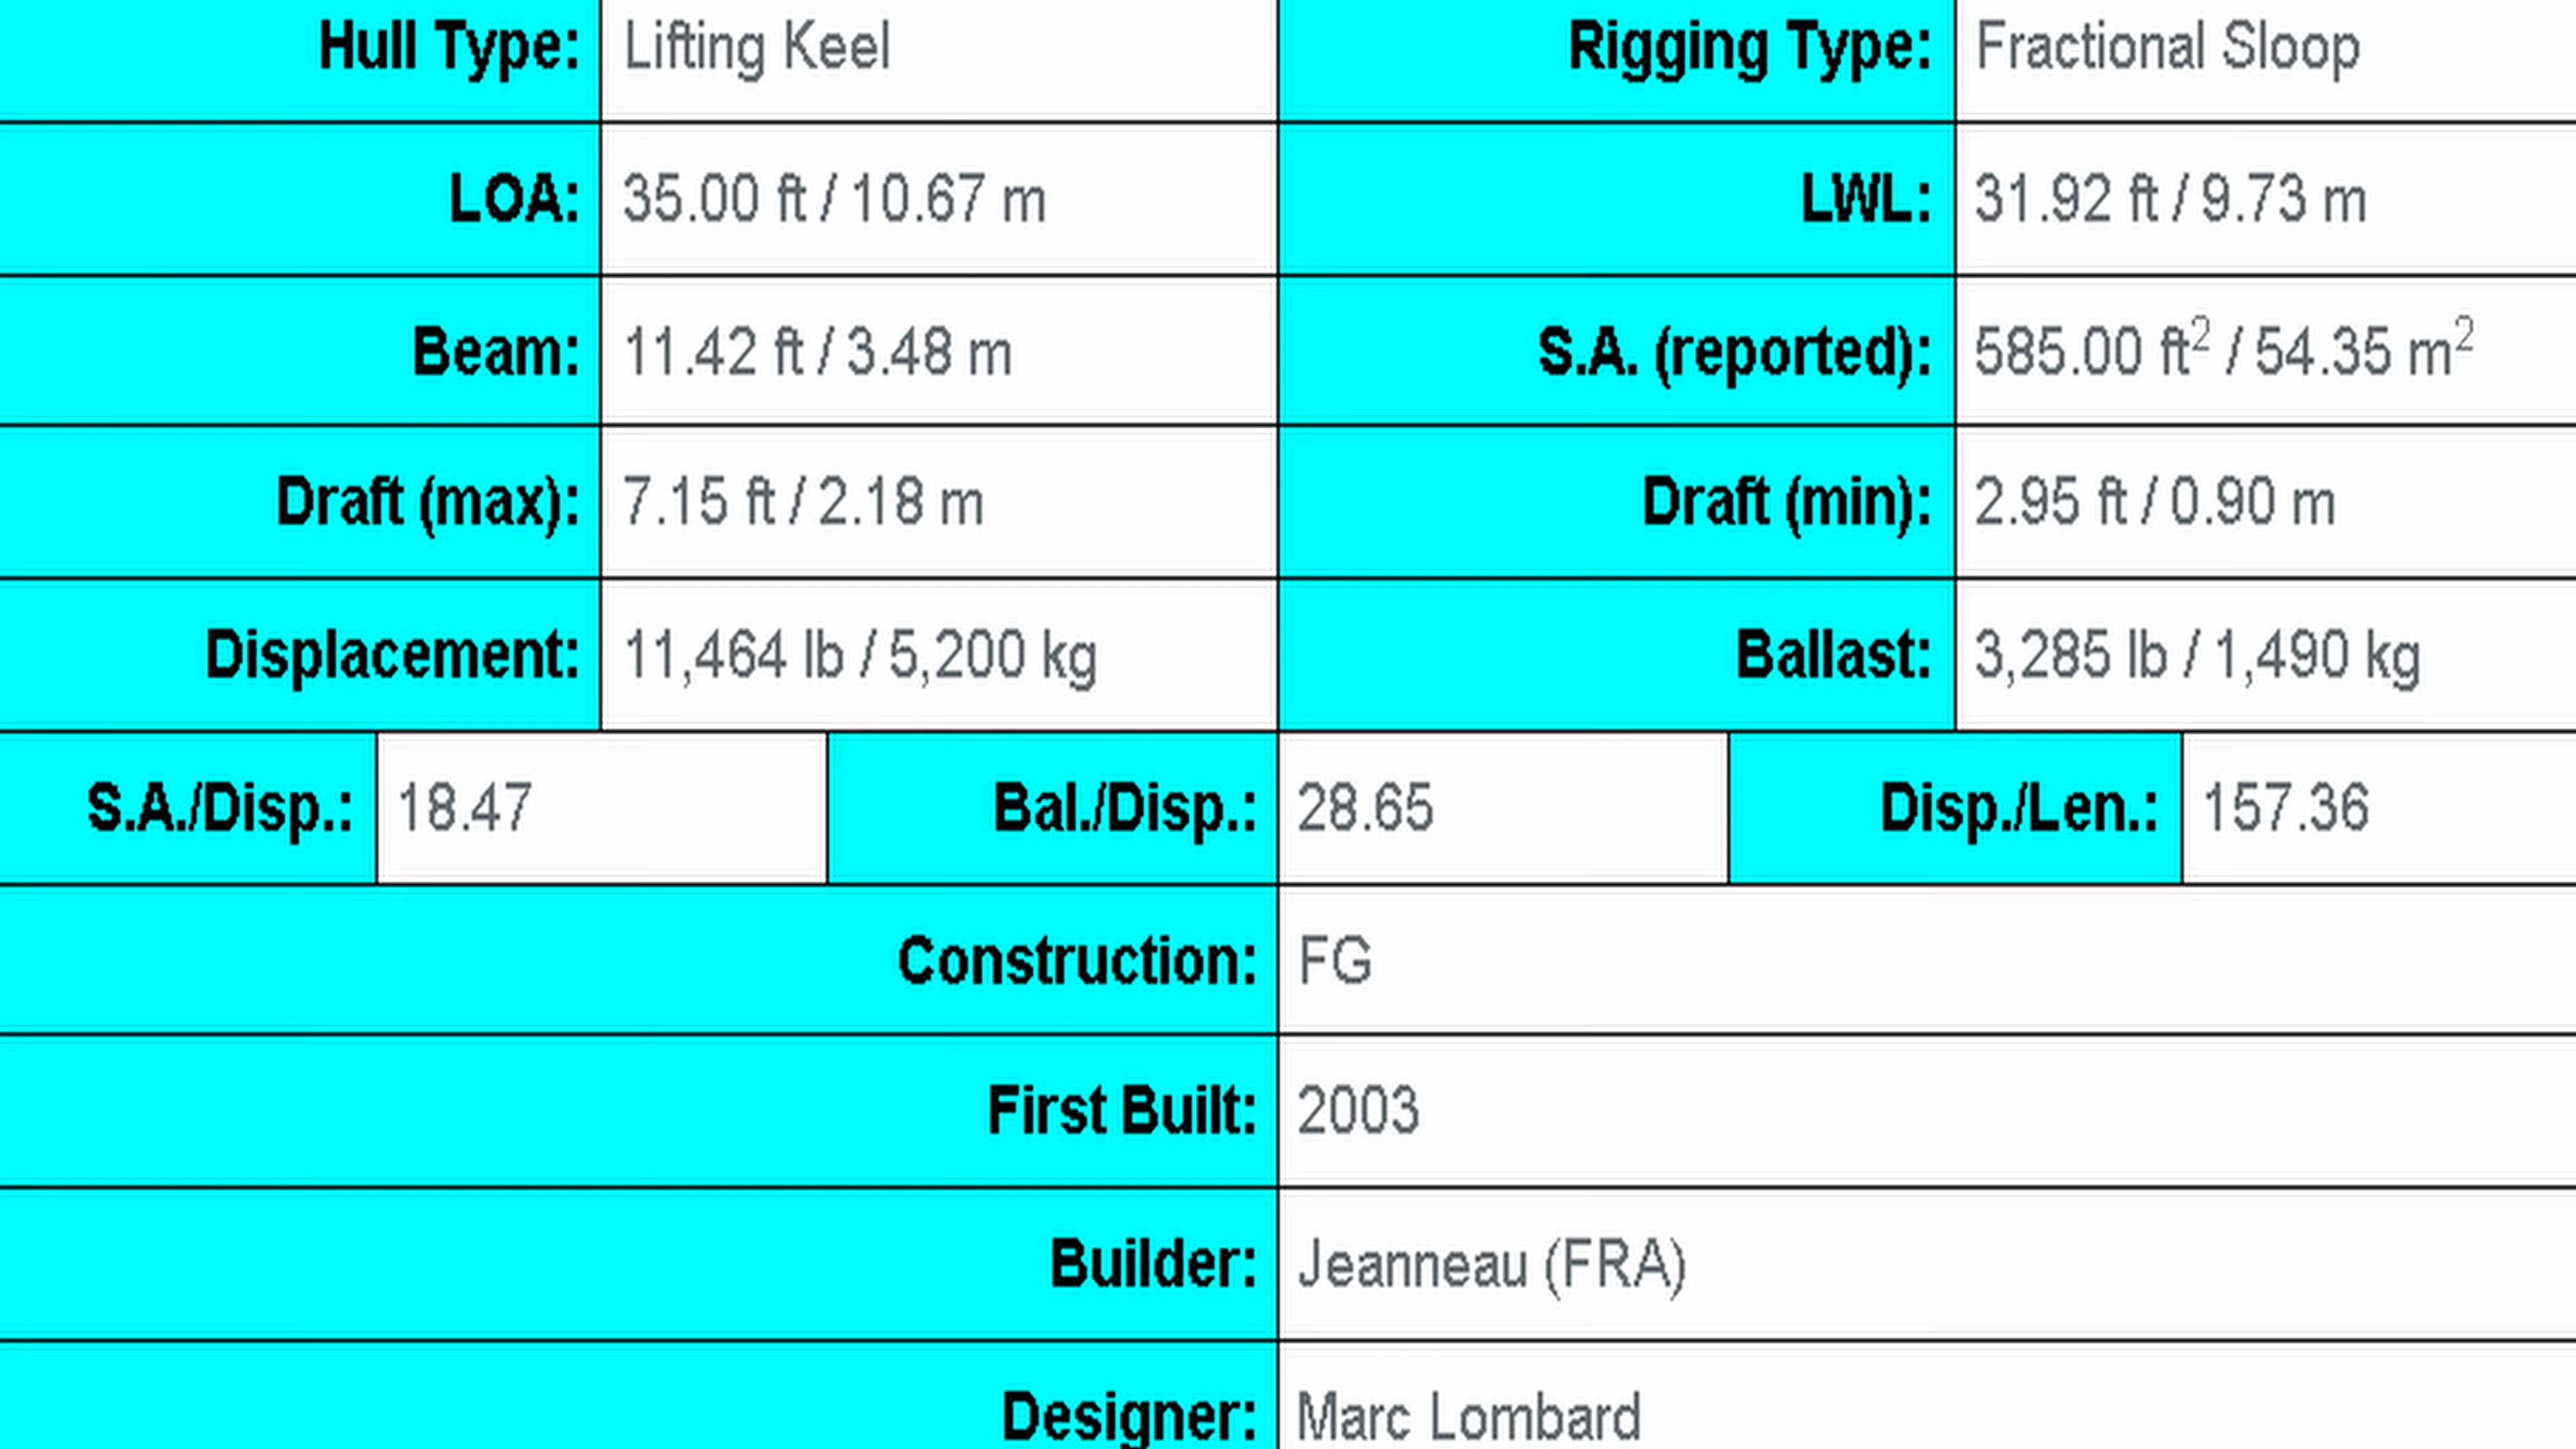 Hull Type: Lifting Keel Rigging Type: Fractional Sloop
LOA: 35.00 ft / 10.67 m LWL: 31.92 ft / 9.73 m
Beam: 11.42 ft / 3.48 m S.A. (reported): 585.00 ft² / 54.35 m²
Draft (max): 7.15 ft / 2.18 m Draft (min): 2.95 ft / 0.90 m
Displacement: 11,464 lb / 5,200 kg Ballast: 3,285 lb / 1,490 kg
S.A./Disp.: 18.47 Bal./Disp.: 28.65 Disp./Len.: 157.36
Construction: FG
First Built: 2003
Builder: Jeanneau (FRA)
Designer: Marc Lombard